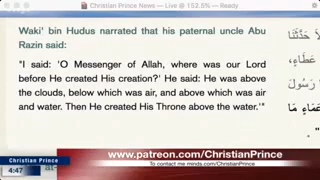 Christian Prince News — Live @ 152.5% — Ready
Waki' bin Hudus narrated that his paternal uncle Abu
Razin said:
"I said: 'O Messenger of Allah, where was our Lord
before He created His creation?' He said: He was above
the clouds, below which was air, and above which was air
and water. Then He created His Throne above the water.'"
عَطَاءٍ،
رَسُولَ
www.patreon.com/ChristianPrince
To contact me minds.com/ChristianPrince
Christian Prince
4:47